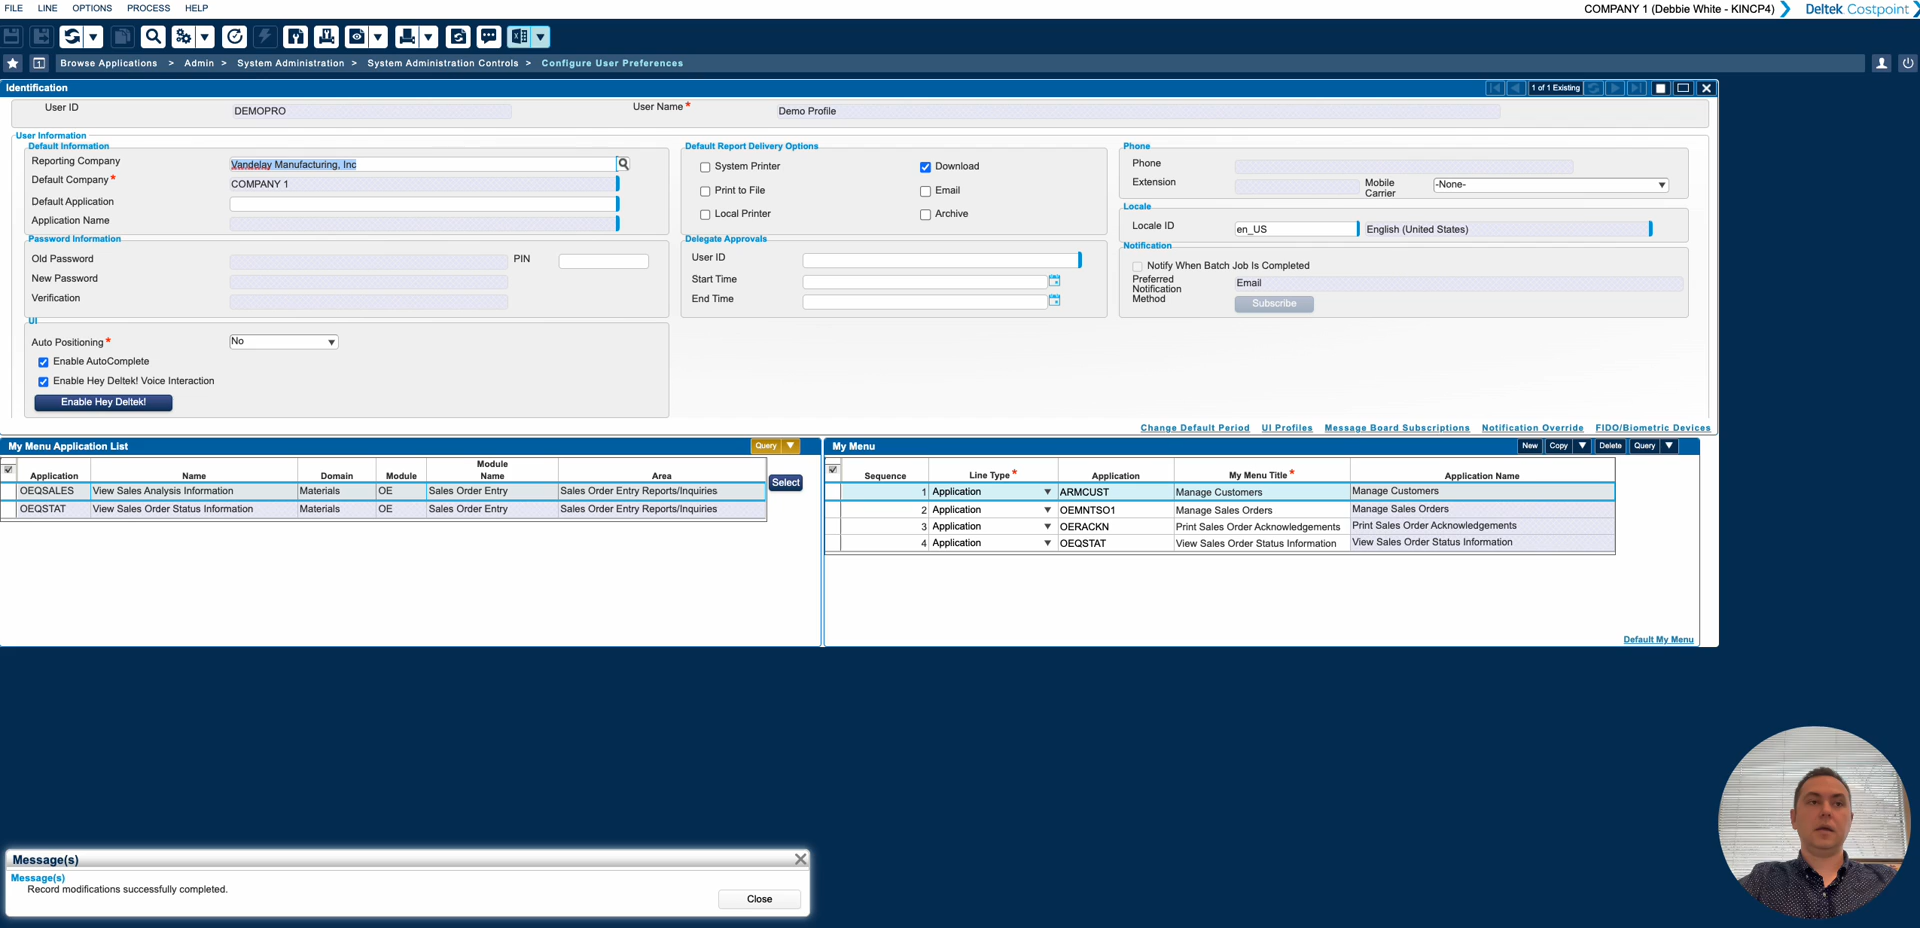 FILE LINE OPTIONS PROCESS HELP
COMPANY 1 (Debbie White - KINCP4) Deltek Costpoint
Browse Applications > Admin > System Administration > System Administration Controls > Configure User Preferences
Identification
1 of 1 Existing
User ID DEMOPRO User Name * Demo Profile
User Information
Default Information
Reporting Company Vandelay Manufacturing, Inc
Default Company * COMPANY 1
Default Application
Application Name
Password Information
Old Password PIN
New Password
Verification
UI
Auto Positioning * No
Enable AutoComplete
Enable Hey Deltek! Voice Interaction
Enable Hey Deltek!
Default Report Delivery Options
System Printer Download
Print to File Email
Local Printer Archive
Delegate Approvals
User ID
Start Time
End Time
Phone
Phone
Extension Mobile Carrier -None-
Locale
Locale ID en_US English (United States)
Notification
Notify When Batch Job Is Completed
Preferred Notification Method Email
Subscribe
Change Default Period UI Profiles Message Board Subscriptions Notification Override FIDO/Biometric Devices
My Menu Application List Query
Application Name Domain Module Module Name Area
OEQSALES View Sales Analysis Information Materials OE Sales Order Entry Sales Order Entry Reports/Inquiries
OEQSTAT View Sales Order Status Information Materials OE Sales Order Entry Sales Order Entry Reports/Inquiries
Select
My Menu New Copy Delete Query
Sequence Line Type * Application My Menu Title * Application Name
1 Application ARMCUST Manage Customers Manage Customers
2 Application OEMNTSO1 Manage Sales Orders Manage Sales Orders
3 Application OERACKN Print Sales Order Acknowledgements Print Sales Order Acknowledgements
4 Application OEQSTAT View Sales Order Status Information View Sales Order Status Information
Default My Menu
Message(s)
Message(s)
Record modifications successfully completed.
Close